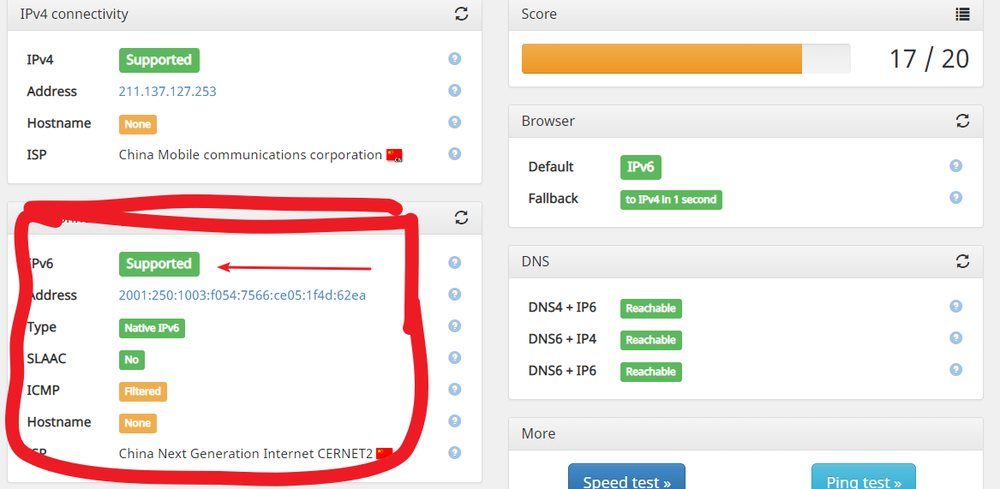 IPv4 connectivity
IPv4 Supported
Address 211.137.127.253
Hostname None
ISP China Mobile communications corporation
IPv6 Supported
Address 2001:250:1003:f054:7566:ce05:1f4d:62ea
Type Native IPv6
SLAAC No
ICMP Filtered
Hostname None
ISP China Next Generation Internet CERNET2
Score
17 / 20
Browser
Default IPv6
Fallback to IPv4 in 1 second
DNS
DNS4 + IP6 Reachable
DNS6 + IP4 Reachable
DNS6 + IP6 Reachable
More
Speed test »
Ping test »